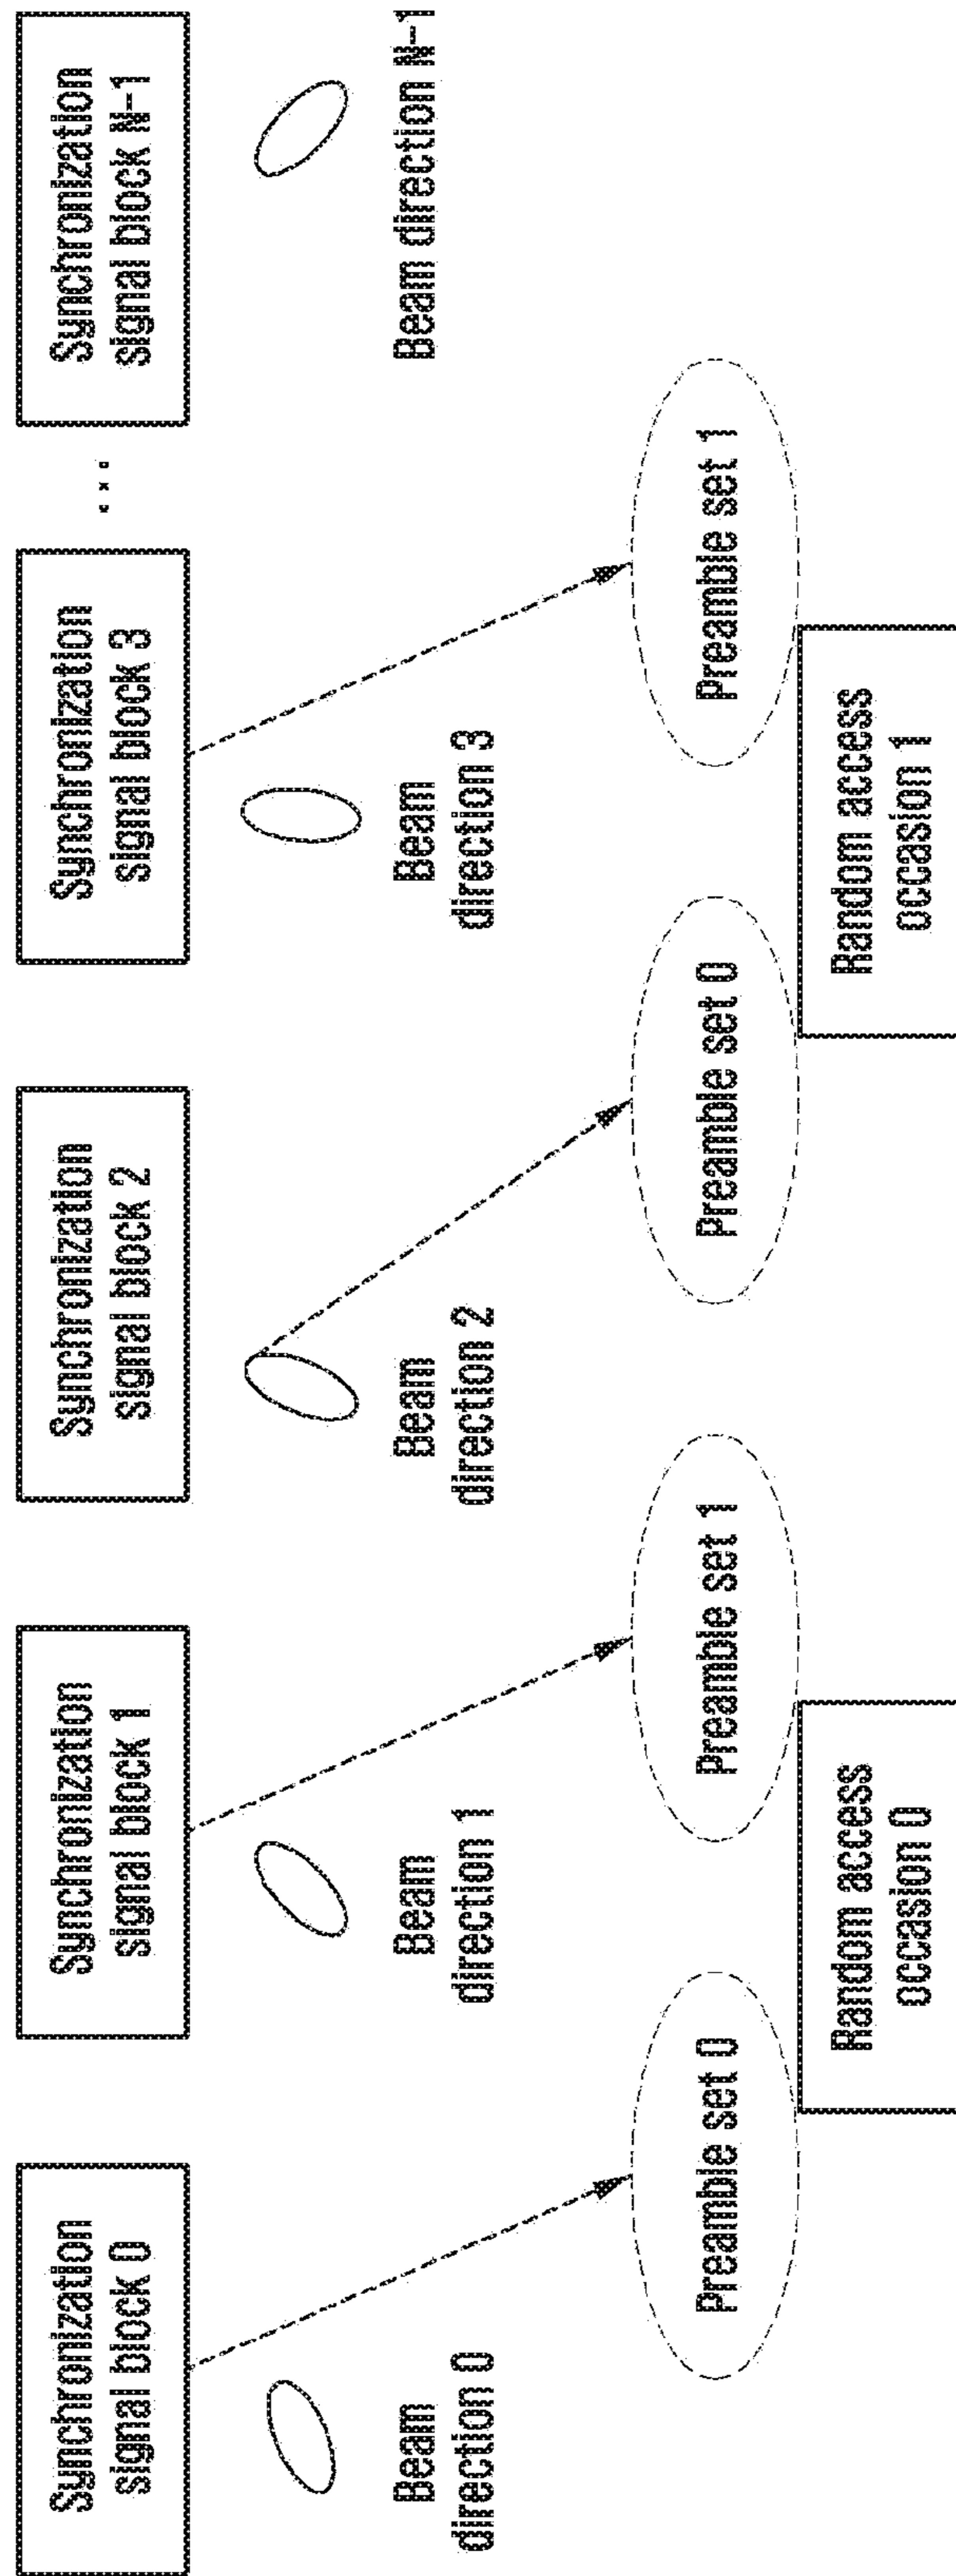 Synchronization
signal block 0
Synchronization
signal block 1
Synchronization
signal block 2
Synchronization
signal block 3
...
Synchronization
signal block N-1
Beam
direction 0
Beam
direction 1
Beam
direction 2
Beam
direction 3
Beam direction N-1
Preamble set 0
Preamble set 1
Preamble set 0
Preamble set 1
Random access
occasion 0
Random access
occasion 1